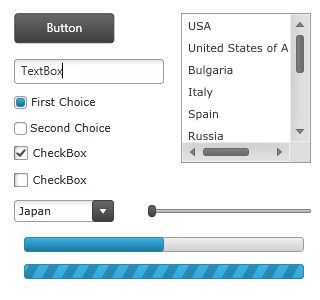 Button
TextBox
First Choice
Second Choice
CheckBox
CheckBox
Japan
USA
United States of A
Bulgaria
Italy
Spain
Russia